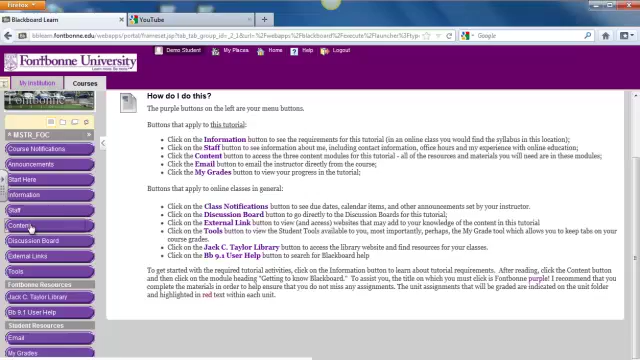 Firefox
Blackboard Learn
YouTube
Google
Demo Student
My Places
Home
Help
Logout
FONTBONNE UNIVERSITY
Learn more. Be more.
My Institution
Courses
Fontbonne
MSTR_FOC
Course Notifications
Announcements
Start Here
Information
Staff
Content
Discussion Board
External Links
Tools
Fontbonne Resources
Jack C. Taylor Library
Bb 9.1 User Help
Student Resources
Email
My Grades
How do I do this?
The purple buttons on the left are your menu buttons.
Buttons that apply to this tutorial:
Click on the Information button to see the requirements for this tutorial (in an online class you would find the syllabus in this location);
Click on the Staff button to see information about me, including contact information, office hours and my experience with online education;
Click on the Content button to access the three content modules for this tutorial - all of the resources and materials you will need are in these modules;
Click on the Email button to email the instructor directly from the course;
Click on the My Grades button to view your progress in the tutorial;
Buttons that apply to online classes in general:
Click on the Class Notifications button to see due dates, calendar items, and other announcements set by your instructor.
Click on the Discussion Board button to go directly to the Discussion Boards for this tutorial;
Click on the External Link button to view (and access) websites that may add to your knowledge of the content in this tutorial
Click on the Tools button to view the Student Tools available to you, most importantly, perhaps, the My Grade tool which allows you to keep tabs on
your course grades.
Click on the Jack C. Taylor Library button to access the library website and find resources for your classes.
Click on the Bb 9.1 User Help button to search for Blackboard help
To get started with the required tutorial activities, click on the Information button to learn about tutorial requirements. After reading, click the Content button
and then click on the module heading "Getting to know Blackboard." To assist you, the title on which you must click is Fontbonne purple! I recommend that you
complete the materials in order to help ensure that you do not miss any assignments. The unit assignments that will be graded are indicated on the unit folder
and highlighted in red text within each unit.